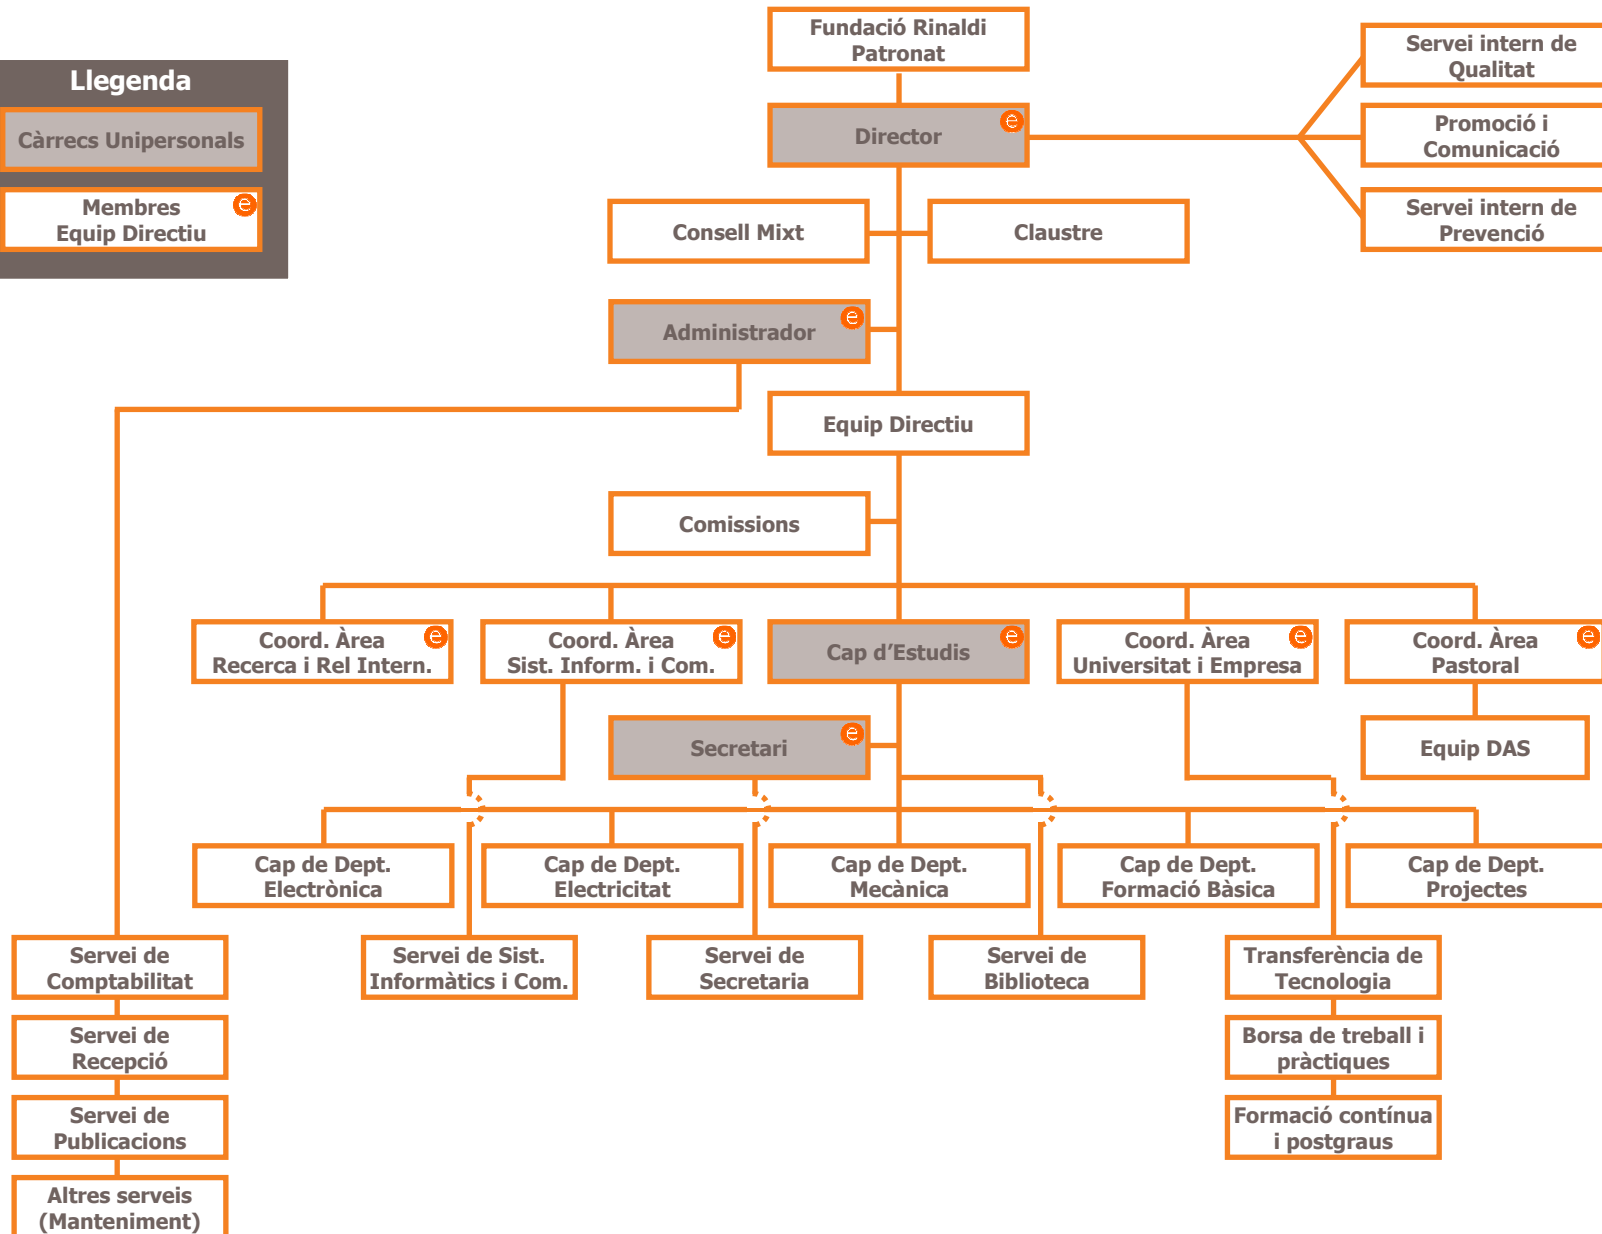 Fundació Rinaldi
Patronat
Servei intern de
Qualitat
Llegenda
Càrrecs Unipersonals
Membres
Equip Directiu
e
Director
e
Promoció i
Comunicació
Servei intern de
Prevenció
Consell Mixt
Claustre
Administrador
e
Equip Directiu
Comissions
Coord. Àrea
Recerca i Rel Intern.
e
Coord. Àrea
Sist. Inform. i Com.
e
Cap d'Estudis
e
Coord. Àrea
Universitat i Empresa
e
Coord. Àrea
Pastoral
e
Secretari
e
Equip DAS
Cap de Dept.
Electrònica
Cap de Dept.
Electricitat
Cap de Dept.
Mecànica
Cap de Dept.
Formació Bàsica
Cap de Dept.
Projectes
Servei de
Comptabilitat
Servei de Sist.
Informàtics i Com.
Servei de
Secretaria
Servei de
Biblioteca
Transferència de
Tecnologia
Servei de
Recepció
Borsa de treball i
pràctiques
Servei de
Publicacions
Formació contínua
i postgraus
Altres serveis
(Manteniment)